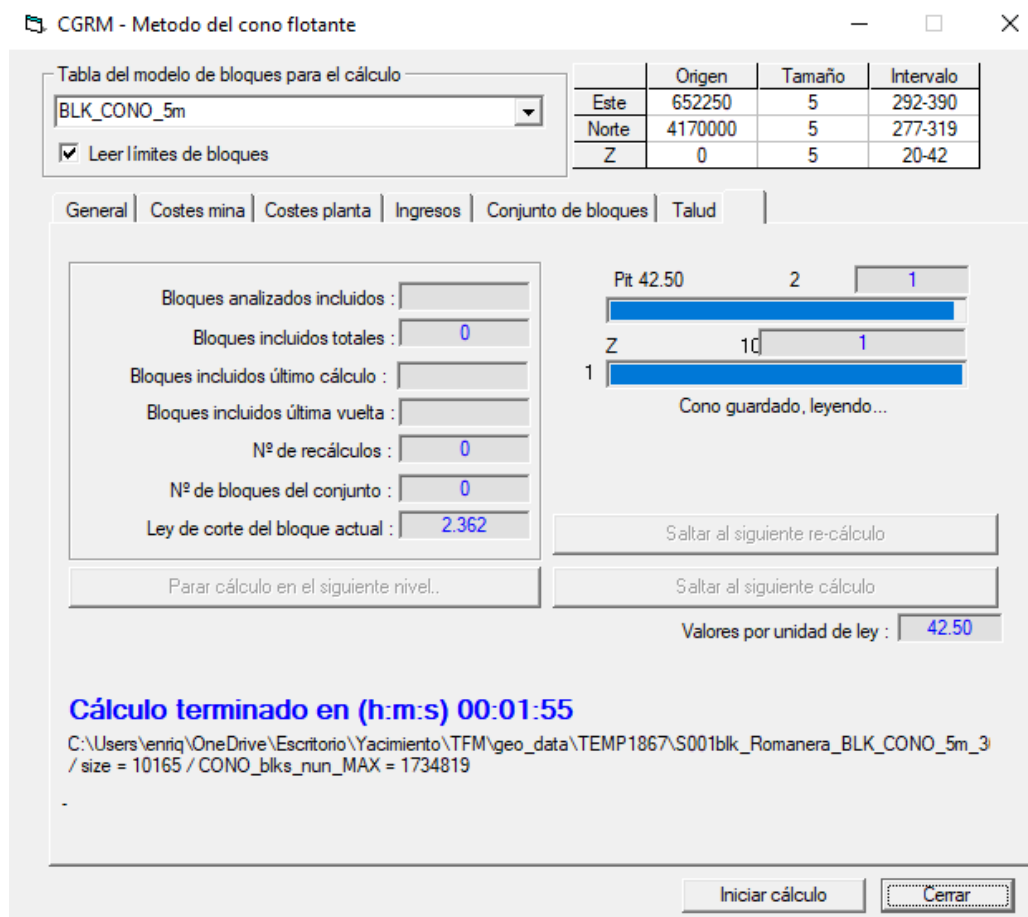 CGRM - Metodo del cono flotante
Tabla del modelo de bloques para el cálculo
BLK_CONO_5m
Leer límites de bloques
Origen Tamaño Intervalo
Este 652250 5 292-390
Norte 4170000 5 277-319
Z 0 5 20-42
General Costes mina Costes planta Ingresos Conjunto de bloques Talud
Bloques analizados incluidos :
Bloques incluidos totales : 0
Bloques incluidos último cálculo :
Bloques incluidos última vuelta :
Nº de recálculos : 0
Nº de bloques del conjunto : 0
Ley de corte del bloque actual : 2.362
Parar cálculo en el siguiente nivel..
Pit 42.50 2 1
Z 10 1
1
Cono guardado, leyendo...
Saltar al siguiente re-cálculo
Saltar al siguiente cálculo
Valores por unidad de ley : 42.50
Cálculo terminado en (h:m:s) 00:01:55
C:\Users\enriq\OneDrive\Escritorio\Yacimiento\TFM\geo_data\TEMP1867\S001blk_Romanera_BLK_CONO_5m_3
/ size = 10165 / CONO_blks_nun_MAX = 1734819
-
Iniciar cálculo Cerrar